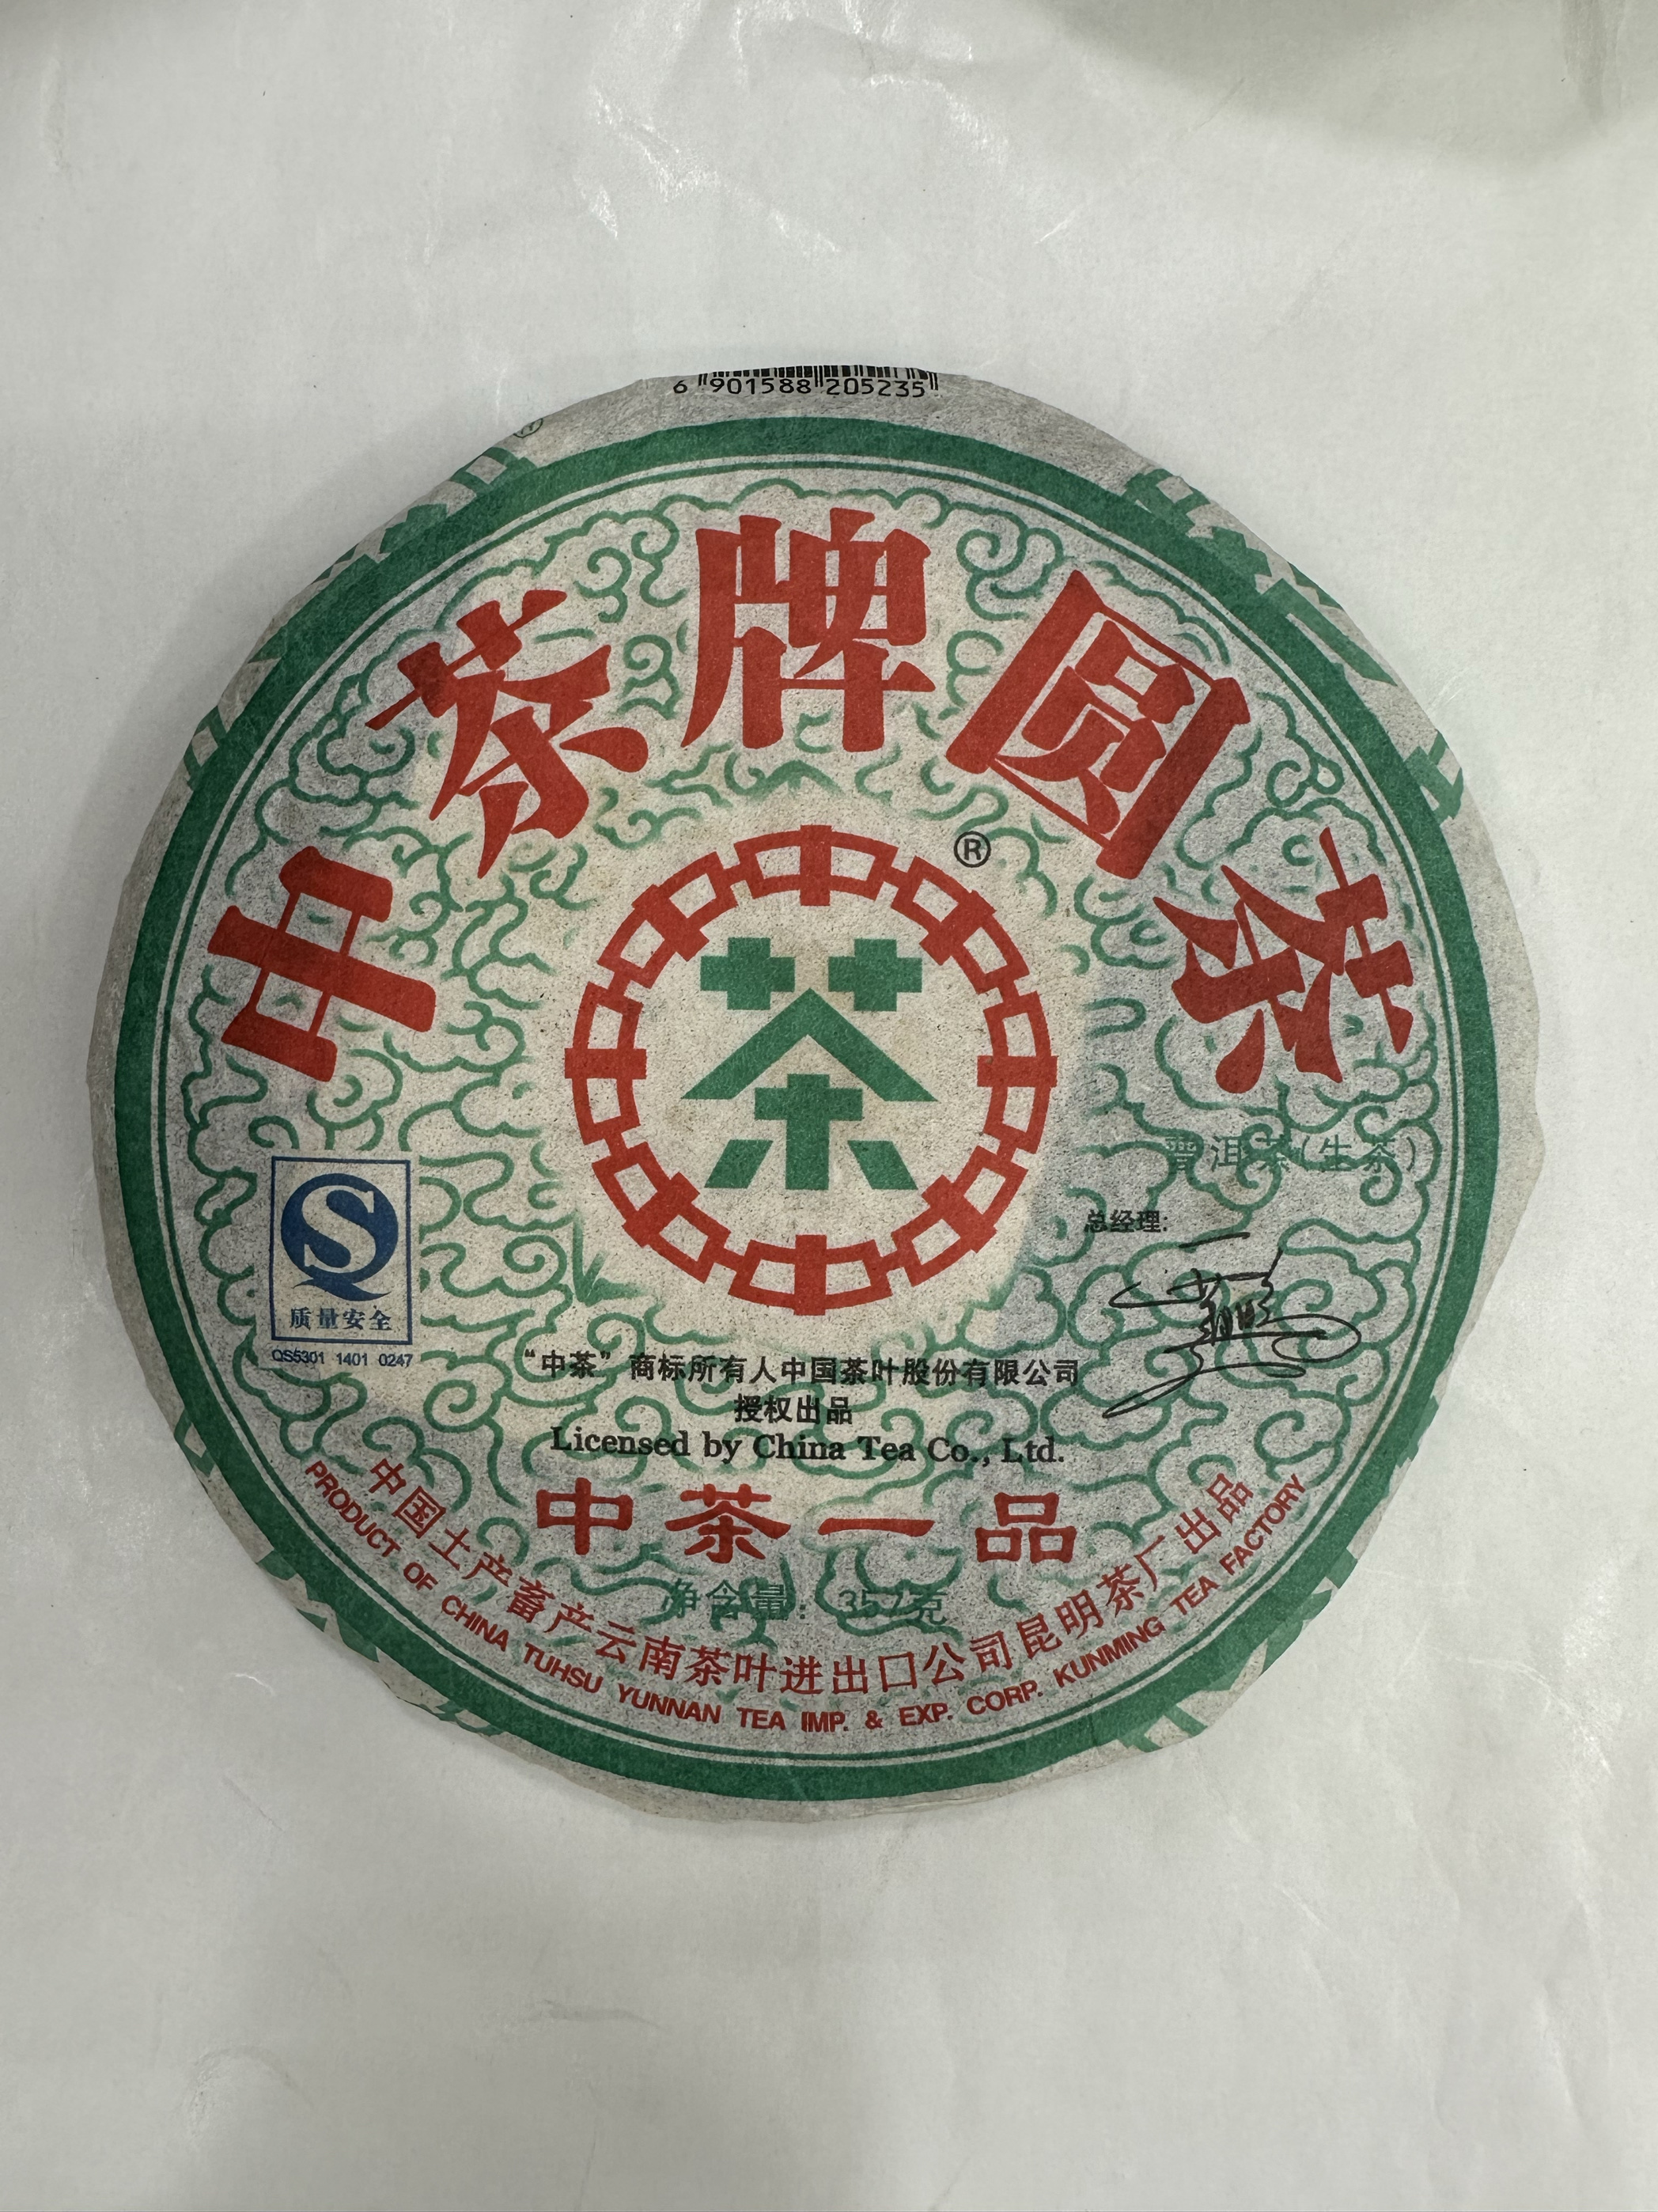 6 901588 205235
中茶牌圆茶
®
茶
普洱茶(生茶)
总经理:
质量安全
QS5301 1401 0247
“中茶”商标所有人中国茶叶股份有限公司
授权出品
Licensed by China Tea Co., Ltd.
中茶一品
净含量：357克
中国土产畜产云南茶叶进出口公司昆明茶厂出品
PRODUCT OF CHINA TUHSU YUNNAN TEA IMP. & EXP. CORP. KUNMING TEA FACTORY